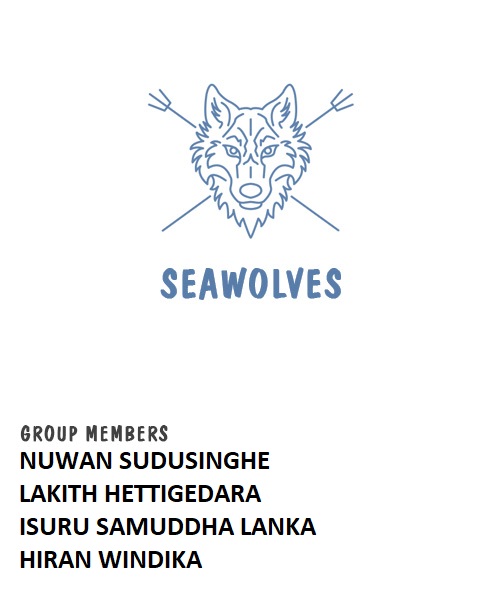 SEAWOLVES
GROUP MEMBERS
NUWAN SUDUSINGHE
LAKITH HETTIGEDARA
ISURU SAMUDDHA LANKA
HIRAN WINDIKA